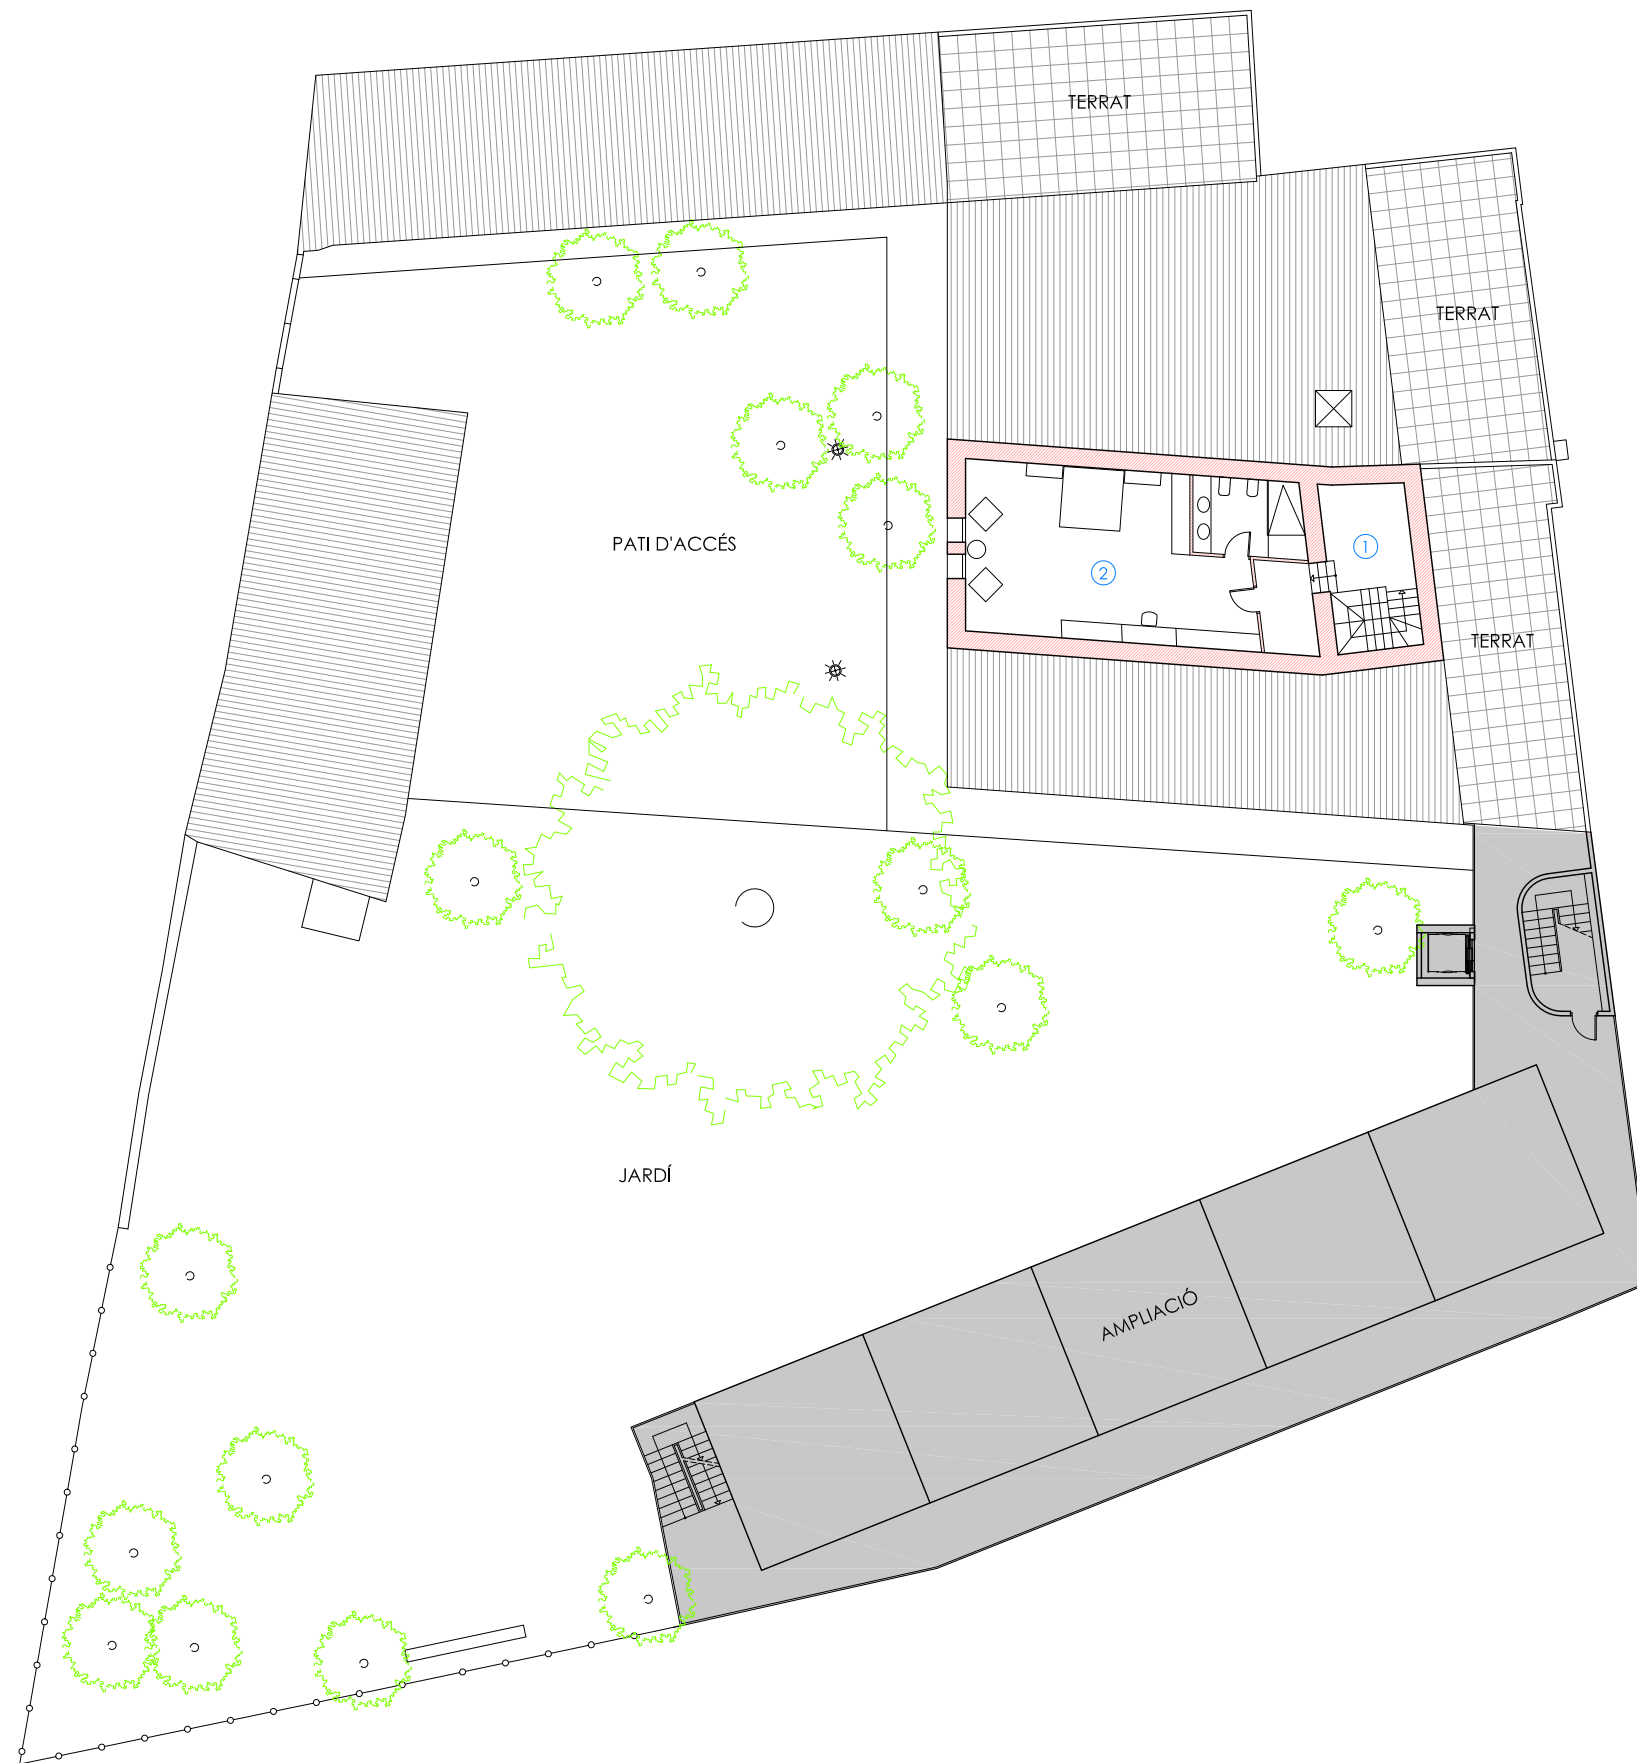 TERRAT
TERRAT
PATI D'ACCÉS
1
2
TERRAT
JARDÍ
AMPLIACIÓ